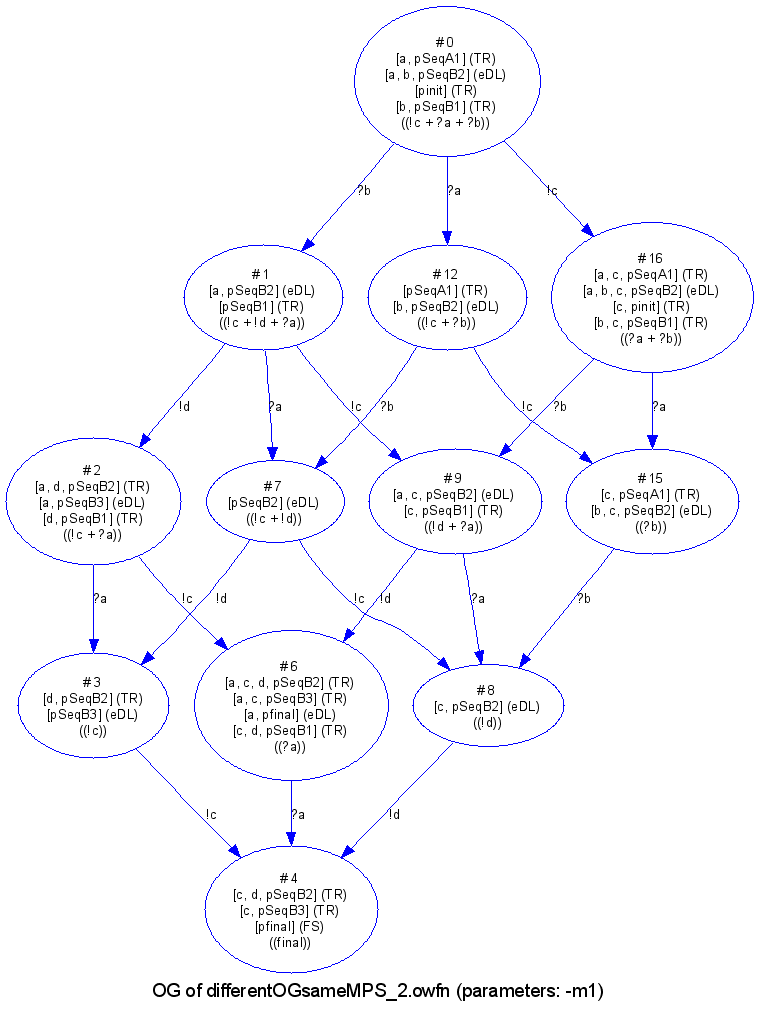 #0
[a, pSeqA1] (TR)
[a, b, pSeqB2] (eDL)
[pinit] (TR)
[b, pSeqB1] (TR)
((!c + ?a + ?b))
?b
?a
!c
#1
[a, pSeqB2] (eDL)
[pSeqB1] (TR)
((!c + !d + ?a))
#12
[pSeqA1] (TR)
[b, pSeqB2] (eDL)
((!c + ?b))
#16
[a, c, pSeqA1] (TR)
[a, b, c, pSeqB2] (eDL)
[c, pinit] (TR)
[b, c, pSeqB1] (TR)
((?a + ?b))
!d
?a
!c
?b
!c
?b
?a
#2
[a, d, pSeqB2] (TR)
[a, pSeqB3] (eDL)
[d, pSeqB1] (TR)
((!c + ?a))
#7
[pSeqB2] (eDL)
((!c + !d))
#9
[a, c, pSeqB2] (eDL)
[c, pSeqB1] (TR)
((!d + ?a))
#15
[c, pSeqA1] (TR)
[b, c, pSeqB2] (eDL)
((?b))
?a
!c
!d
!c
!d
?a
?b
#3
[d, pSeqB2] (TR)
[pSeqB3] (eDL)
((!c))
#6
[a, c, d, pSeqB2] (TR)
[a, c, pSeqB3] (TR)
[a, pfinal] (eDL)
[c, d, pSeqB1] (TR)
((?a))
#8
[c, pSeqB2] (eDL)
((!d))
!c
?a
!d
#4
[c, d, pSeqB2] (TR)
[c, pSeqB3] (TR)
[pfinal] (FS)
((final))
OG of differentOGsameMPS_2.owfn (parameters: -m1)